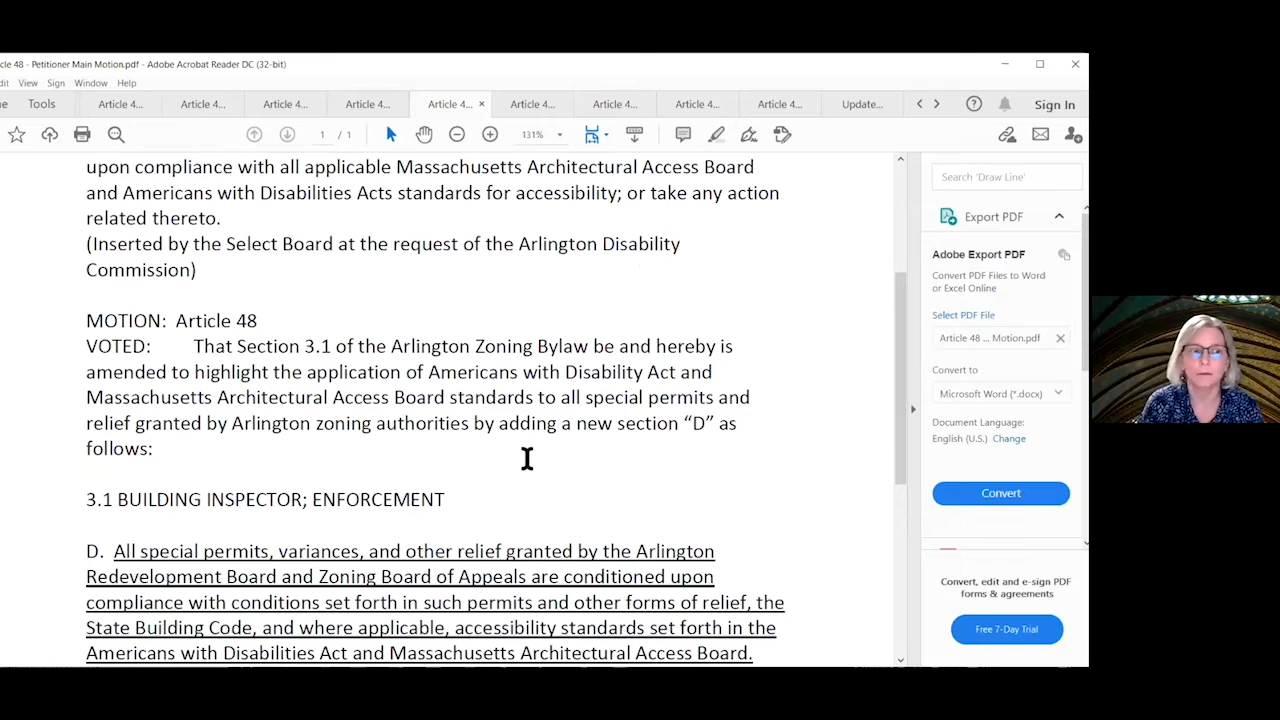 cle 48 - Petitioner Main Motion.pdf - Adobe Acrobat Reader DC (32-bit)
dit View Sign Window Help
ne Tools Article 4... Article 4... Article 4... Article 4... Article 4... × Article 4... Article 4... Article 4... Article 4... Update... Sign In
1 / 1 131%
upon compliance with all applicable Massachusetts Architectural Access Board
and Americans with Disabilities Acts standards for accessibility; or take any action
related thereto.
(Inserted by the Select Board at the request of the Arlington Disability
Commission)
MOTION: Article 48
VOTED: That Section 3.1 of the Arlington Zoning Bylaw be and hereby is
amended to highlight the application of Americans with Disability Act and
Massachusetts Architectural Access Board standards to all special permits and
relief granted by Arlington zoning authorities by adding a new section “D” as
follows:
3.1 BUILDING INSPECTOR; ENFORCEMENT
D. All special permits, variances, and other relief granted by the Arlington
Redevelopment Board and Zoning Board of Appeals are conditioned upon
compliance with conditions set forth in such permits and other forms of relief, the
State Building Code, and where applicable, accessibility standards set forth in the
Americans with Disabilities Act and Massachusetts Architectural Access Board.
Search 'Draw Line'
Export PDF
Adobe Export PDF
Convert PDF Files to Word
or Excel Online
Select PDF File
Article 48 ... Motion.pdf
Convert to
Microsoft Word (*.docx)
Document Language:
English (U.S.) Change
Convert
Convert, edit and e-sign PDF
forms & agreements
Free 7-Day Trial